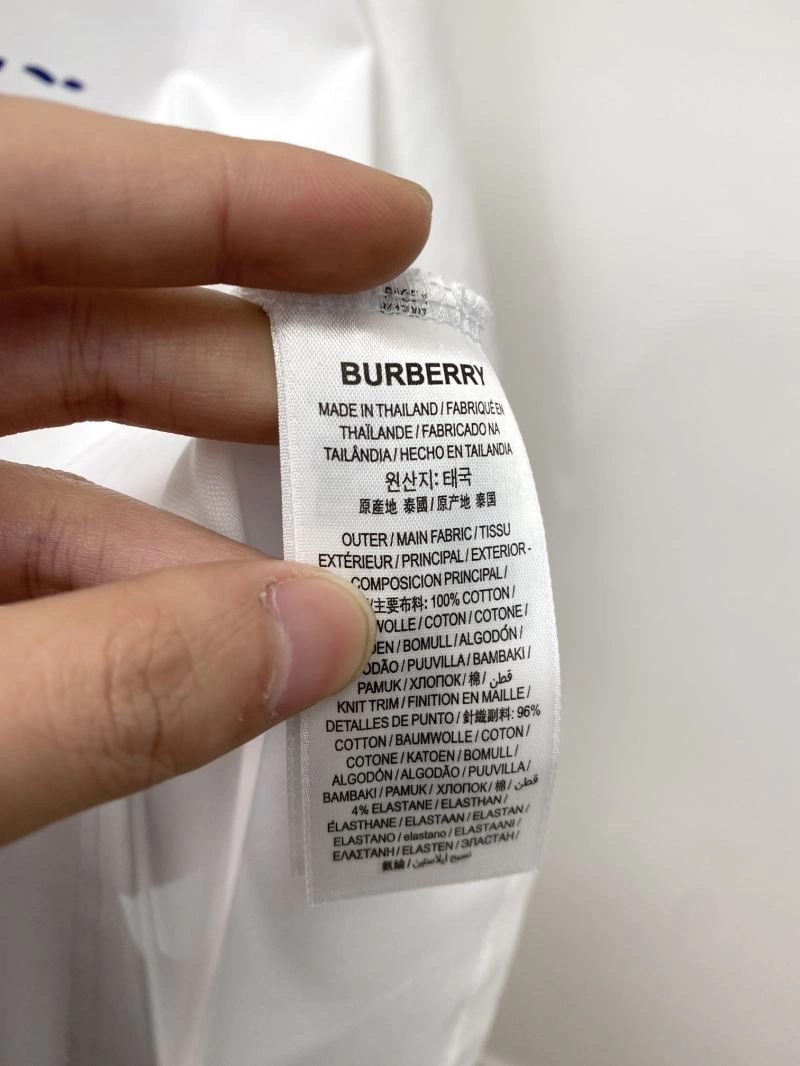 BURBERRY
MADE IN THAILAND / FABRIQUÉ EN
THAÏLANDE / FABRICADO NA
TAILÂNDIA / HECHO EN TAILANDIA
원산지: 태국
原産地 泰國 / 原产地 泰国
OUTER / MAIN FABRIC / TISSU
EXTÉRIEUR / PRINCIPAL / EXTERIOR -
COMPOSICION PRINCIPAL /
/主要布料: 100% COTTON /
WOLLE / COTON / COTONE /
EN / BOMULL / ALGODÓN /
ODÃO / PUUVILLA / BAMBAKI /
PAMUK / ХЛОПОК / 棉 / قطن
KNIT TRIM / FINITION EN MAILLE /
DETALLES DE PUNTO / 針織副料: 96%
COTTON / BAUMWOLLE / COTON /
COTONE / KATOEN / BOMULL /
ALGODÓN / ALGODÃO / PUUVILLA /
BAMBAKI / PAMUK / ХЛОПОК / 棉 / قطن
4% ELASTANE / ELASTHAN /
ÉLASTHANE / ELASTAAN / ELASTAN /
ELASTANO / elastano / ELASTAANI /
ΕΛΑΣΤΑΝΗ / ELASTEN / ЭЛАСТАН /
氨綸 / نسيج ايلاستين